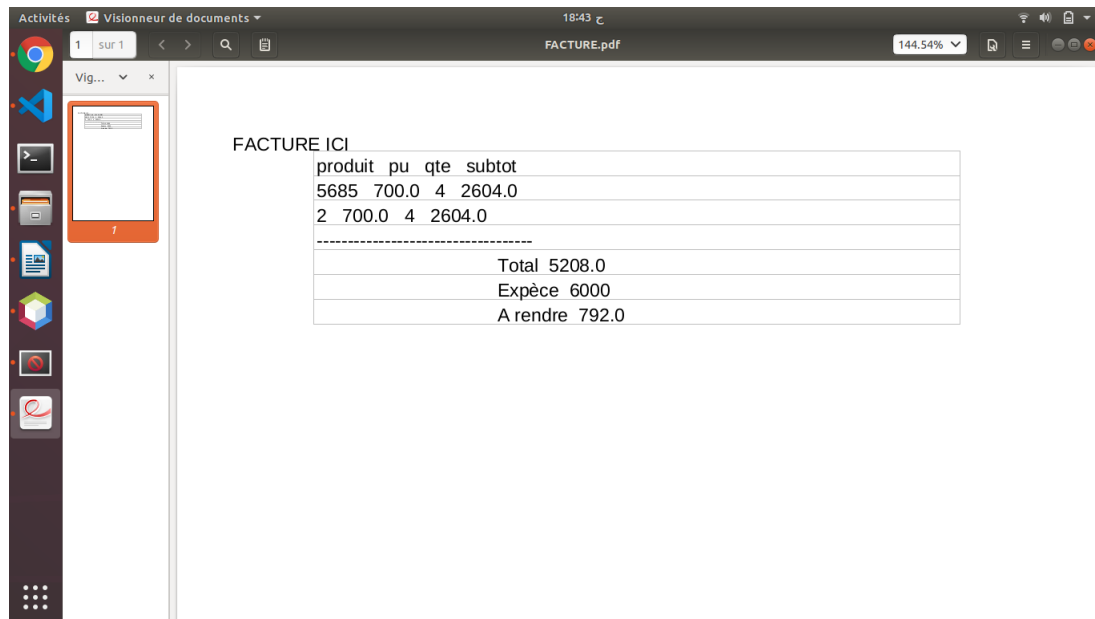 Activités Visionneur de documents 18:43 ح
1 sur 1 FACTURE.pdf 144.54%
Vig...
1
FACTURE ICI
produit pu qte subtot
5685 700.0 4 2604.0
2 700.0 4 2604.0
-----------------------------------
Total 5208.0
Expèce 6000
A rendre 792.0